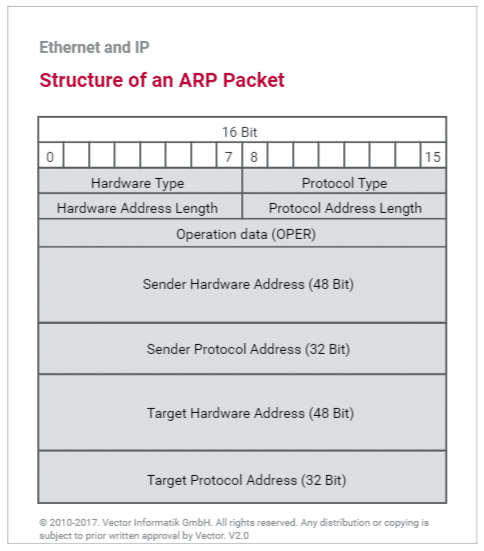 Ethernet and IP
Structure of an ARP Packet
16 Bit
0 7 8 15
Hardware Type Protocol Type
Hardware Address Length Protocol Address Length
Operation data (OPER)
Sender Hardware Address (48 Bit)
Sender Protocol Address (32 Bit)
Target Hardware Address (48 Bit)
Target Protocol Address (32 Bit)
© 2010-2017. Vector Informatik GmbH. All rights reserved. Any distribution or copying is
subject to prior written approval by Vector. V2.0